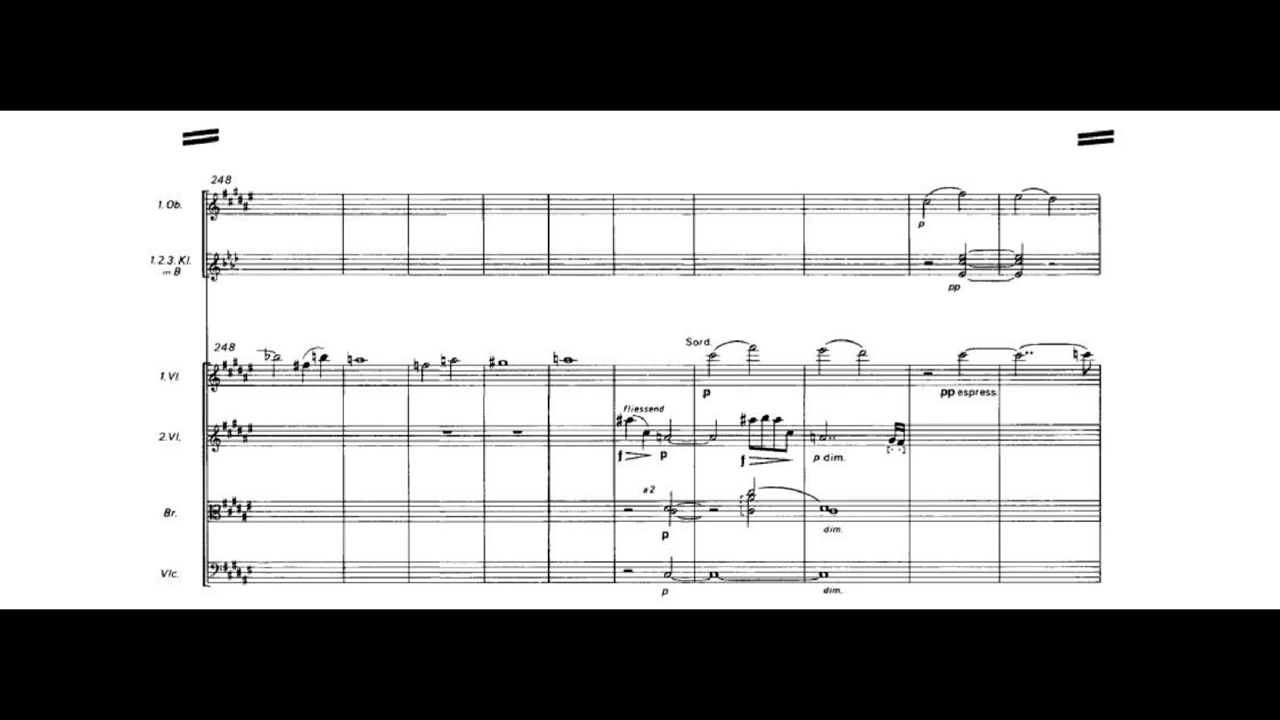 248
1. Ob.
p
1.2.3. Kl.
in B
pp
248
Sord.
1. Vl.
p
pp espress.
fliessend
2. Vl.
f p
f
p dim.
a 2
Br.
p
dim.
Vlc.
p
dim.